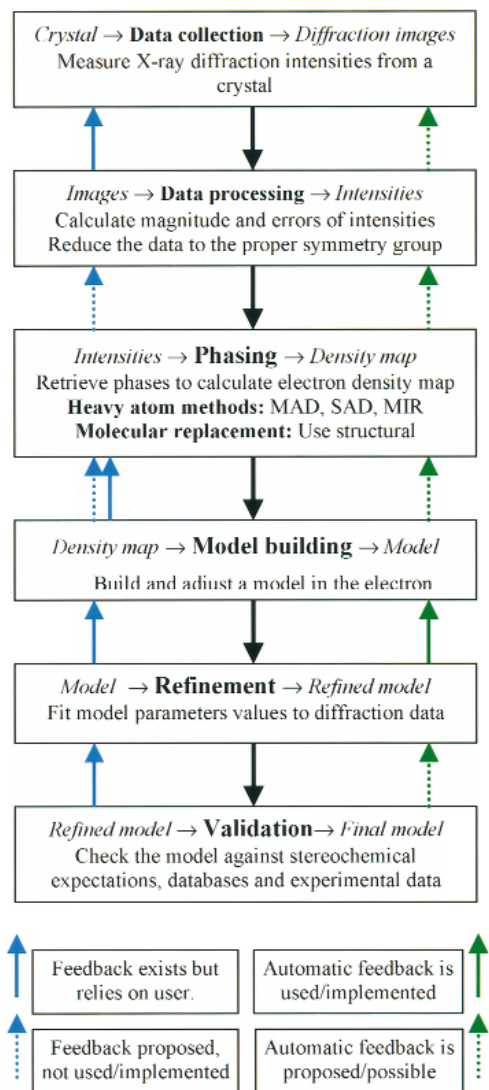 Crystal → Data collection → Diffraction images
Measure X-ray diffraction intensities from a
crystal
Images → Data processing → Intensities
Calculate magnitude and errors of intensities
Reduce the data to the proper symmetry group
Intensities → Phasing → Density map
Retrieve phases to calculate electron density map
Heavy atom methods: MAD, SAD, MIR
Molecular replacement: Use structural
Density map → Model building → Model
Build and adjust a model in the electron
Model → Refinement → Refined model
Fit model parameters values to diffraction data
Refined model → Validation → Final model
Check the model against stereochemical
expectations, databases and experimental data
Feedback exists but
relies on user.
Automatic feedback is
used/implemented
Feedback proposed,
not used/implemented
Automatic feedback is
proposed/possible